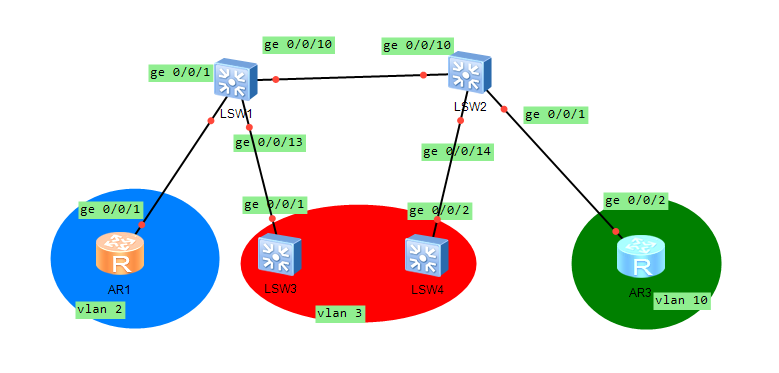 ge 0/0/10
ge 0/0/10
ge 0/0/1
LSW1
LSW2
ge 0/0/1
ge 0/0/13
ge 0/0/14
ge 0/0/1
ge 0/0/1
ge 0/0/2
ge 0/0/2
R
R
AR1
LSW3
LSW4
AR3
vlan 2
vlan 3
vlan 10